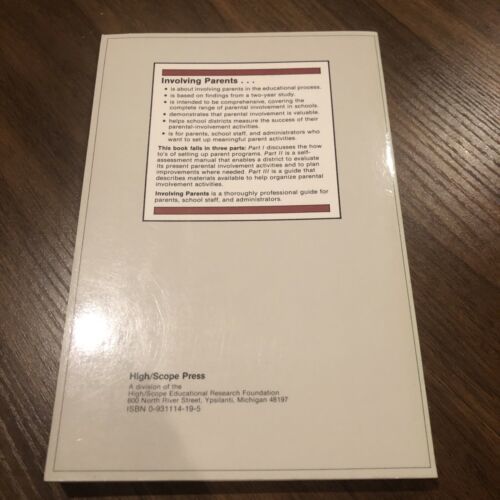 Involving Parents . . .
• is about involving parents in the educational process.
• is based on findings from a two-year study.
• is intended to be comprehensive, covering the
complete range of parental involvement in schools.
• demonstrates that parental involvement is valuable.
• helps school districts measure the success of their
parental-involvement activities.
• is for parents, school staff, and administrators who
want to set up meaningful parent activities.
This book falls in three parts: Part I discusses the how
to's of setting up parent programs. Part II is a self-
assessment manual that enables a district to evaluate
its present parental involvement activities and to plan
improvements where needed. Part III is a guide that
describes materials available to help organize parental
involvement activities.
Involving Parents is a thoroughly professional guide for
parents, school staff, and administrators.
High/Scope Press
A division of the
High/Scope Educational Research Foundation
600 North River Street, Ypsilanti, Michigan 48197
ISBN 0-931114-19-5